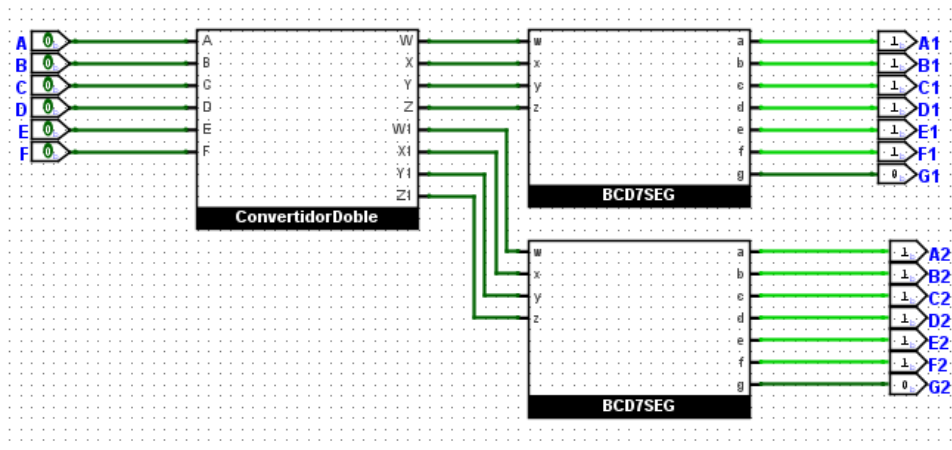 A 0 A W w a 1 A1
B 0 B X x b 1 B1
C 0 C Y y c 1 C1
D 0 D Z z d 1 D1
E 0 E W1 e 1 E1
F 0 F X1 f 1 F1
Y1 g 0 G1
Z1 BCD7SEG
ConvertidorDoble
w a 1 A2
x b 1 B2
y c 1 C2
z d 1 D2
e 1 E2
f 1 F2
g 0 G2
BCD7SEG